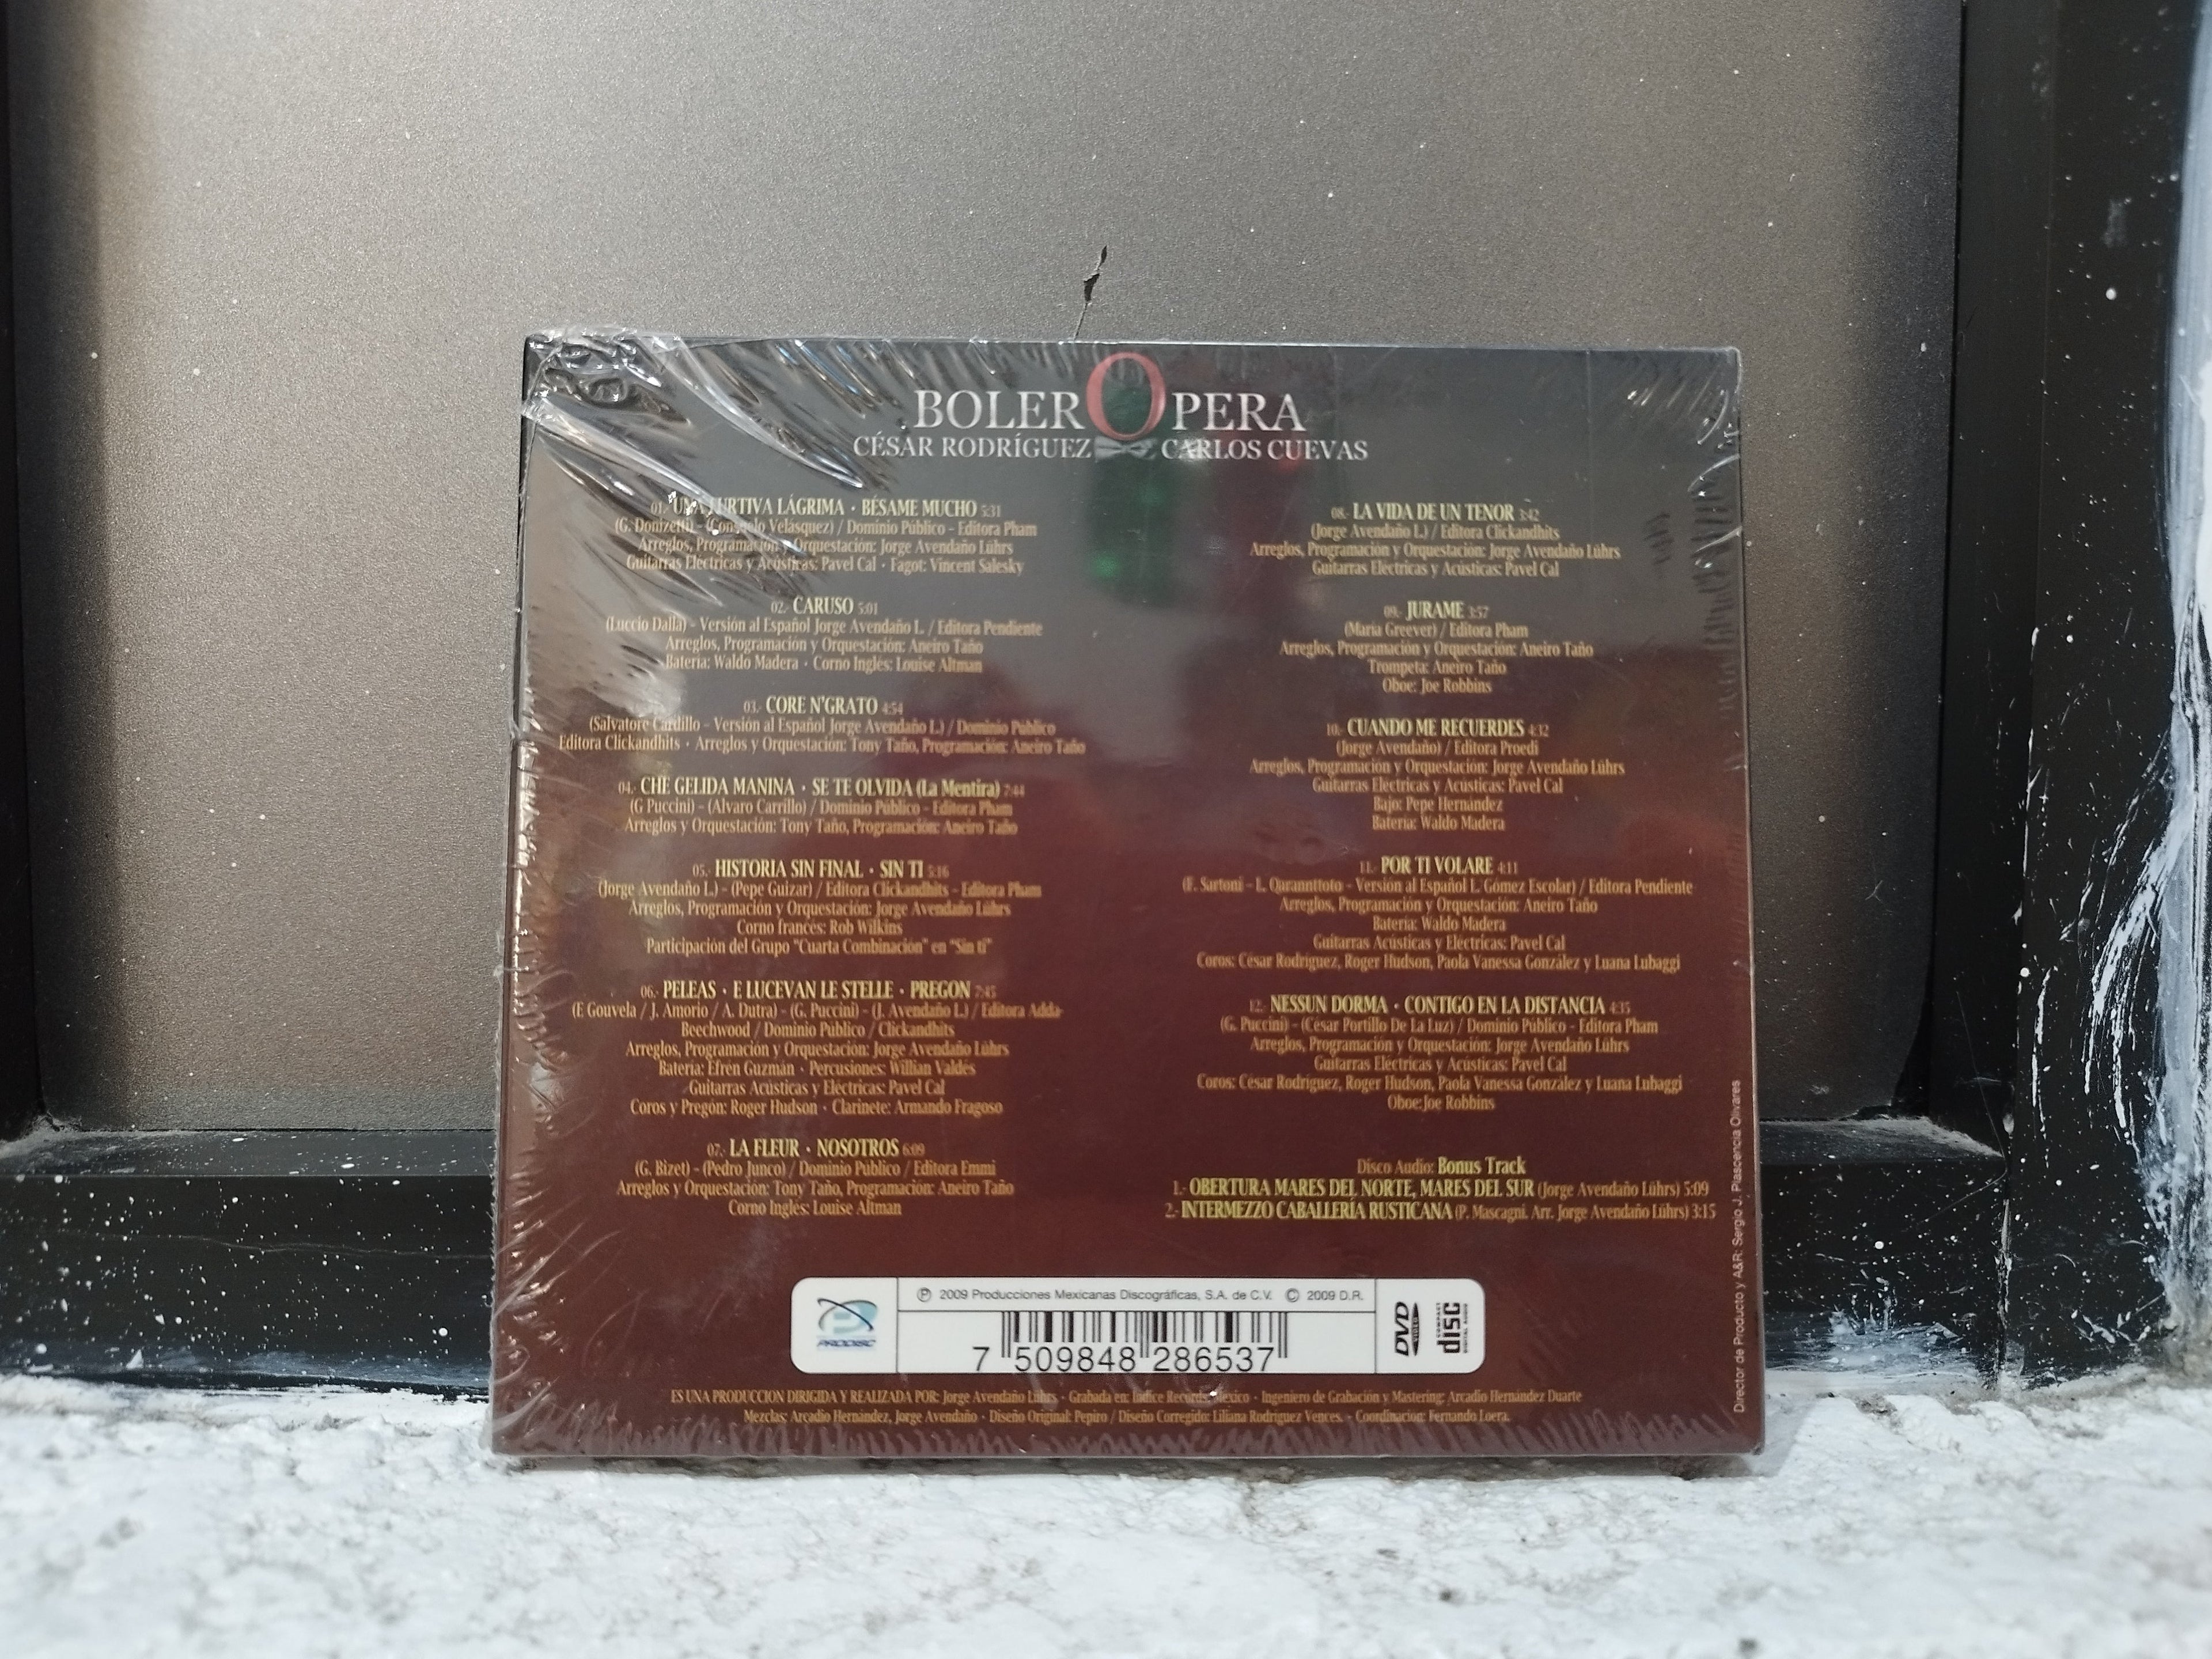 BOLEROPERA
CÉSAR RODRÍGUEZ CARLOS CUEVAS
01.- UNA FURTIVA LÁGRIMA · BÉSAME MUCHO 5:31
(G. Donizetti) - (Consuelo Velásquez) / Dominio Público - Editora Pham
Arreglos, Programación y Orquestación: Jorge Avendaño Lührs
Guitarras Eléctricas y Acústicas: Pavel Cal · Fagot: Vincent Salesky
02.- CARUSO 5:01
(Luccio Dalla) - Versión al Español Jorge Avendaño L. / Editora Pendiente
Arreglos, Programación y Orquestación: Aneiro Taño
Batería: Waldo Madera · Corno Inglés: Louise Altman
03.- CORE N'GRATO 4:54
(Salvatore Cardillo - Versión al Español Jorge Avendaño L.) / Dominio Público
Editora Clickandhits · Arreglos y Orquestación: Tony Taño, Programación: Aneiro Taño
04.- CHE GELIDA MANINA · SE TE OLVIDA (La Mentira) 7:44
(G Puccini) - (Alvaro Carrillo) / Dominio Público - Editora Pham
Arreglos y Orquestación: Tony Taño, Programación: Aneiro Taño
05.- HISTORIA SIN FINAL · SIN TI 5:16
(Jorge Avendaño L.) - (Pepe Guizar) / Editora Clickandhits - Editora Pham
Arreglos, Programación y Orquestación: Jorge Avendaño Lührs
Corno francés: Rob Wilkins
Participación del Grupo "Cuarta Combinación" en "Sin ti"
06.- PELEAS · E LUCEVAN LE STELLE · PREGON 7:45
(E Gouvela / J. Amorio / A. Dutra) - (G. Puccini) - (J. Avendaño L.) / Editora Adda-
Beechwood / Dominio Público / Clickandhits
Arreglos, Programación y Orquestación: Jorge Avendaño Lührs
Batería: Efrén Guzmán · Percusiones: Willian Valdés
Guitarras Acústicas y Eléctricas: Pavel Cal
Coros y Pregón: Roger Hudson · Clarinete: Armando Fragoso
07.- LA FLEUR · NOSOTROS 6:09
(G. Bizet) - (Pedro Junco) / Dominio Público / Editora Emmi
Arreglos y Orquestación: Tony Taño, Programación: Aneiro Taño
Corno Inglés: Louise Altman
08.- LA VIDA DE UN TENOR 3:42
(Jorge Avendaño L.) / Editora Clickandhits
Arreglos, Programación y Orquestación: Jorge Avendaño Lührs
Guitarras Eléctricas y Acústicas: Pavel Cal
09.- JURAME 3:57
(María Greever) / Editora Pham
Arreglos, Programación y Orquestación: Aneiro Taño
Trompeta: Aneiro Taño
Oboe: Joe Robbins
10.- CUANDO ME RECUERDES 4:32
(Jorge Avendaño) / Editora Proedi
Arreglos, Programación y Orquestación: Jorge Avendaño Lührs
Guitarras Eléctricas y Acústicas: Pavel Cal
Bajo: Pepe Hernández
Batería: Waldo Madera
11.- POR TI VOLARE 4:11
(F. Sartoni - L. Qurannttoto - Versión al Español L. Gómez Escolar) / Editora Pendiente
Arreglos, Programación y Orquestación: Aneiro Taño
Batería: Waldo Madera
Guitarras Acústicas y Eléctricas: Pavel Cal
Coros: César Rodríguez, Roger Hudson, Paola Vanessa González y Luana Lubaggi
12.- NESSUN DORMA · CONTIGO EN LA DISTANCIA 4:35
(G. Puccini) - (César Portillo De La Luz) / Dominio Público - Editora Pham
Arreglos, Programación y Orquestación: Jorge Avendaño Lührs
Guitarras Eléctricas y Acústicas: Pavel Cal
Coros: César Rodríguez, Roger Hudson, Paola Vanessa González y Luana Lubaggi
Oboe:Joe Robbins
Disco Audio: Bonus Track
1.- OBERTURA MARES DEL NORTE, MARES DEL SUR (Jorge Avendaño Lührs) 5:09
2.- INTERMEZZO CABALLERÍA RUSTICANA (P. Mascagni. Arr. Jorge Avendaño Lührs) 3:15
Director de Producto y A&R: Sergio J. Plascencia Olivares
PRODISC
Ⓟ 2009 Producciones Mexicanas Discográficas, S.A. de C.V. © 2009 D.R.
7 509848 286537
DVD VIDEO
COMPACT disc DIGITAL AUDIO
ES UNA PRODUCCION DIRIGIDA Y REALIZADA POR: Jorge Avendaño Lührs · Grabada en: Índice Records México · Ingeniero de Grabación y Mastering: Arcadio Hernández Duarte
Mezclas: Arcadio Hernández, Jorge Avendaño · Diseño Original: Pepiro / Diseño Corregido: Liliana Rodríguez Vences. - Coordinación: Fernando Loera.